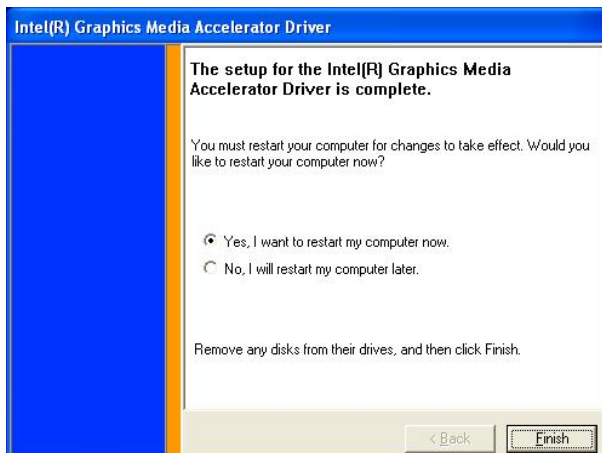 Intel(R) Graphics Media Accelerator Driver
The setup for the Intel(R) Graphics Media
Accelerator Driver is complete.
You must restart your computer for changes to take effect. Would you
like to restart your computer now?
Yes, I want to restart my computer now.
No, I will restart my computer later.
Remove any disks from their drives, and then click Finish.
< Back
Finish